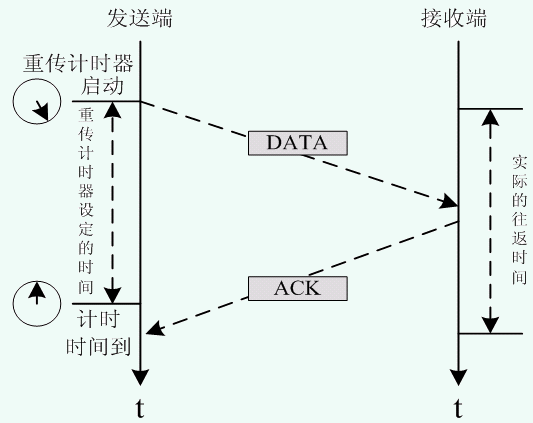 发送端
接收端
重传计时器
启动
重传计时器设定的时间
DATA
实际的往返时间
ACK
计时
时间到
t
t